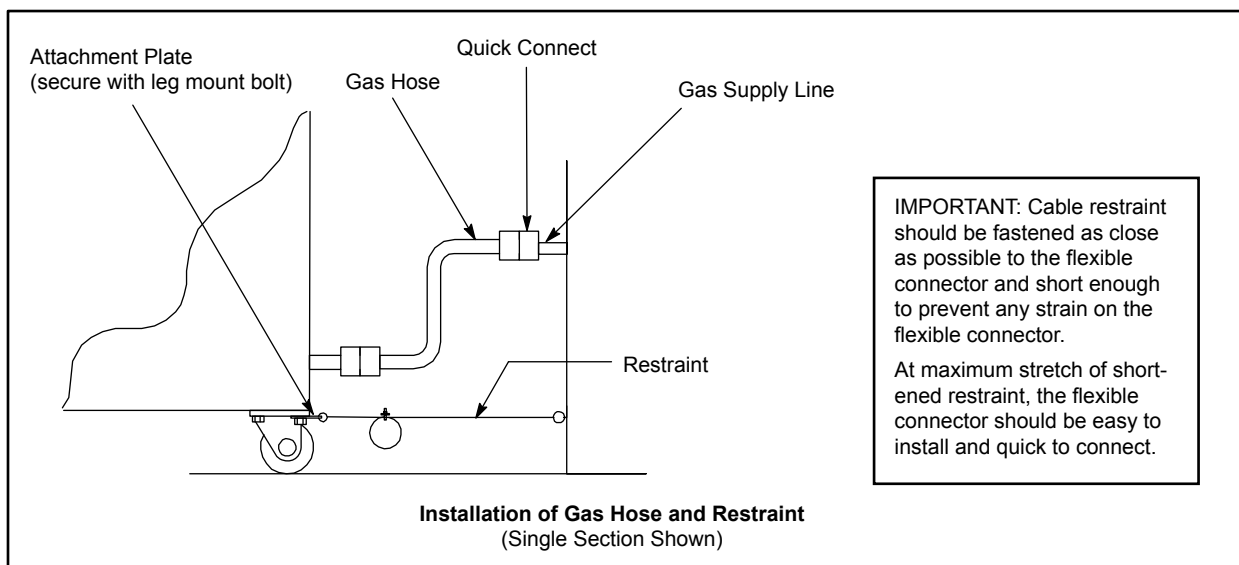 Attachment Plate
(secure with leg mount bolt)
Quick Connect
Gas Hose
Gas Supply Line
Restraint
IMPORTANT: Cable restraint
should be fastened as close
as possible to the flexible
connector and short enough
to prevent any strain on the
flexible connector.
At maximum stretch of short-
ened restraint, the flexible
connector should be easy to
install and quick to connect.
Installation of Gas Hose and Restraint
(Single Section Shown)